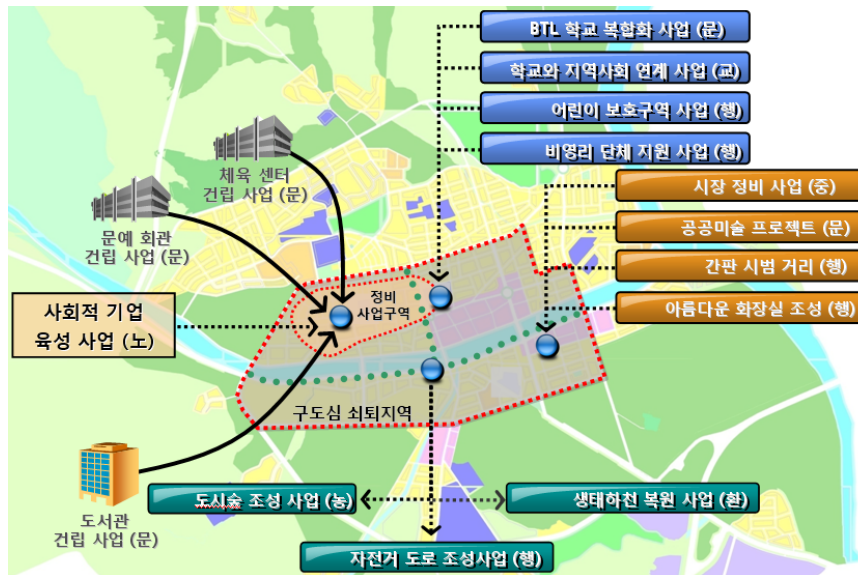 BTL 학교 복합화 사업 (문)
학교와 지역사회 연계 사업 (교)
어린이 보호구역 사업 (행)
비영리 단체 지원 사업 (행)
체육 센터
건립 사업 (문)
시장 정비 사업 (중)
공공미술 프로젝트 (문)
간판 시범 거리 (행)
아름다운 화장실 조성 (행)
문예 회관
건립 사업 (문)
정비
사업구역
사회적 기업
육성 사업 (노)
구도심 쇠퇴지역
도시숲 조성 사업 (농)
생태하천 복원 사업 (환)
도서관
건립 사업 (문)
자전거 도로 조성사업 (행)